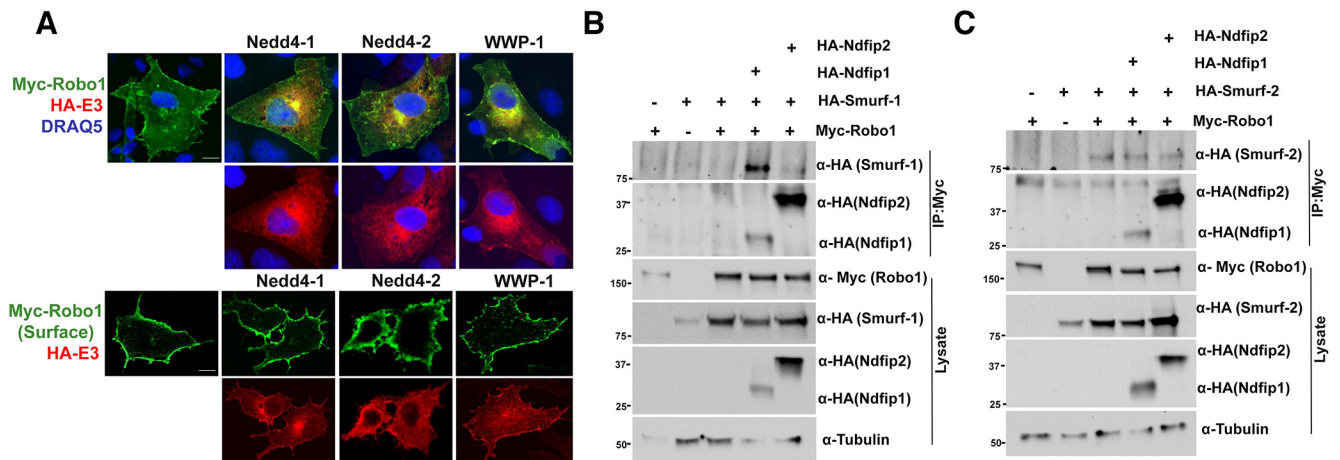 A
Nedd4-1 Nedd4-2 WWP-1
Myc-Robo1
HA-E3
DRAQ5
Nedd4-1 Nedd4-2 WWP-1
Myc-Robo1
(Surface)
HA-E3
B
+ HA-Ndfip2
+ HA-Ndfip1
- + + + + HA-Smurf-1
+ - + + + Myc-Robo1
75
α-HA (Smurf-1)
37
α-HA(Ndfip2)
25
α-HA(Ndfip1)
IP:Myc
150
α- Myc (Robo1)
75
α-HA (Smurf-1)
37
α-HA(Ndfip2)
25
α-HA(Ndfip1)
50
α-Tubulin
Lysate
C
+ HA-Ndfip2
+ HA-Ndfip1
- + + + + HA-Smurf-2
+ - + + + Myc-Robo1
75
α-HA (Smurf-2)
37
α-HA(Ndfip2)
25
α-HA(Ndfip1)
IP:Myc
150
α- Myc (Robo1)
75
α-HA (Smurf-2)
37
α-HA(Ndfip2)
25
α-HA(Ndfip1)
50
α-Tubulin
Lysate